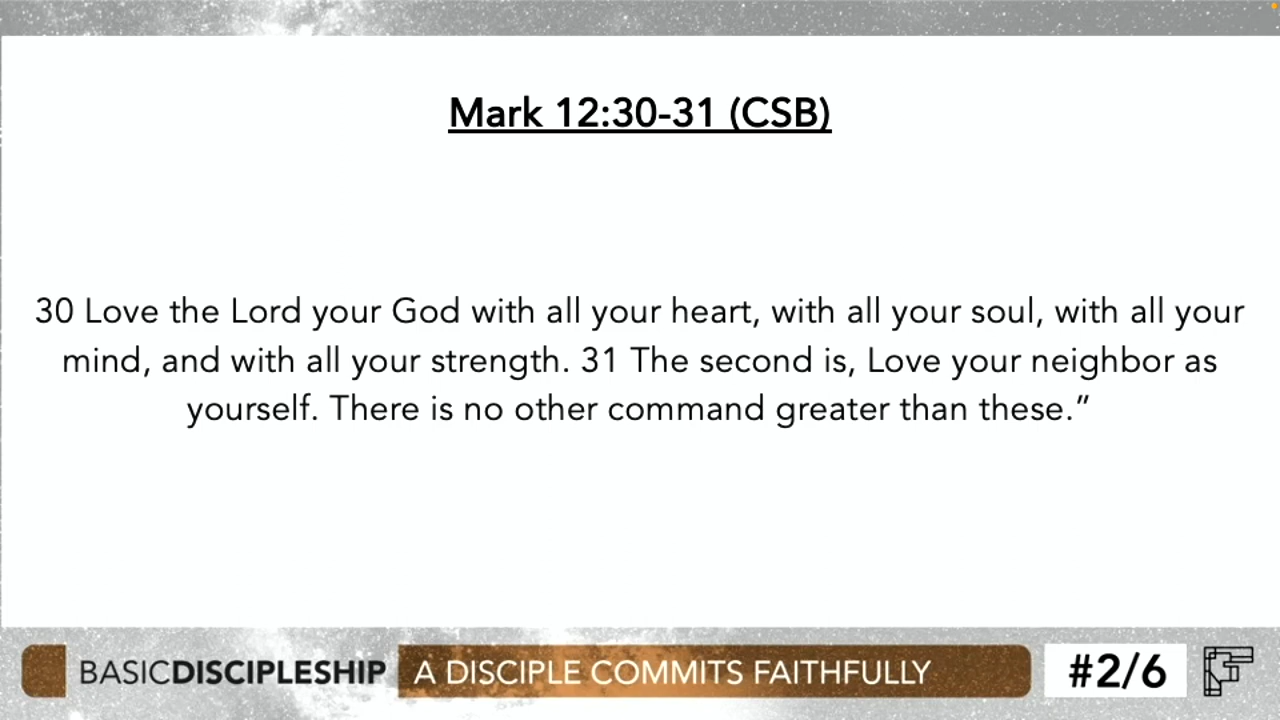 Mark 12:30-31 (CSB)
30 Love the Lord your God with all your heart, with all your soul, with all your
mind, and with all your strength. 31 The second is, Love your neighbor as
yourself. There is no other command greater than these.”
BASICDISCIPLESHIP A DISCIPLE COMMITS FAITHFULLY #2/6